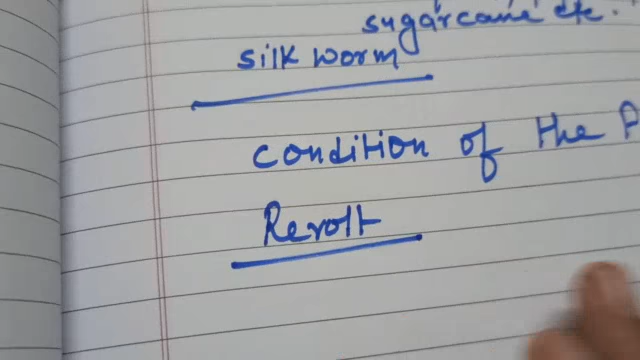 sugarcane etc.
silk worm
condition of the
Revolt